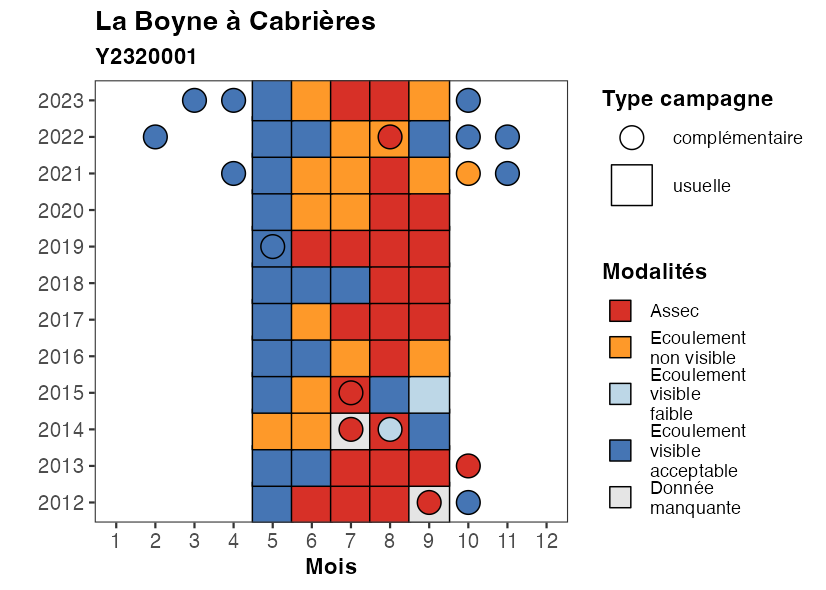 La Boyne à Cabrières
Y2320001
2023
2022
2021
2020
2019
2018
2017
2016
2015
2014
2013
2012
1 2 3 4 5 6 7 8 9 10 11 12
Mois
Type campagne
complémentaire
usuelle
Modalités
Assec
Ecoulement
non visible
Ecoulement
visible
faible
Ecoulement
visible
acceptable
Donnée
manquante